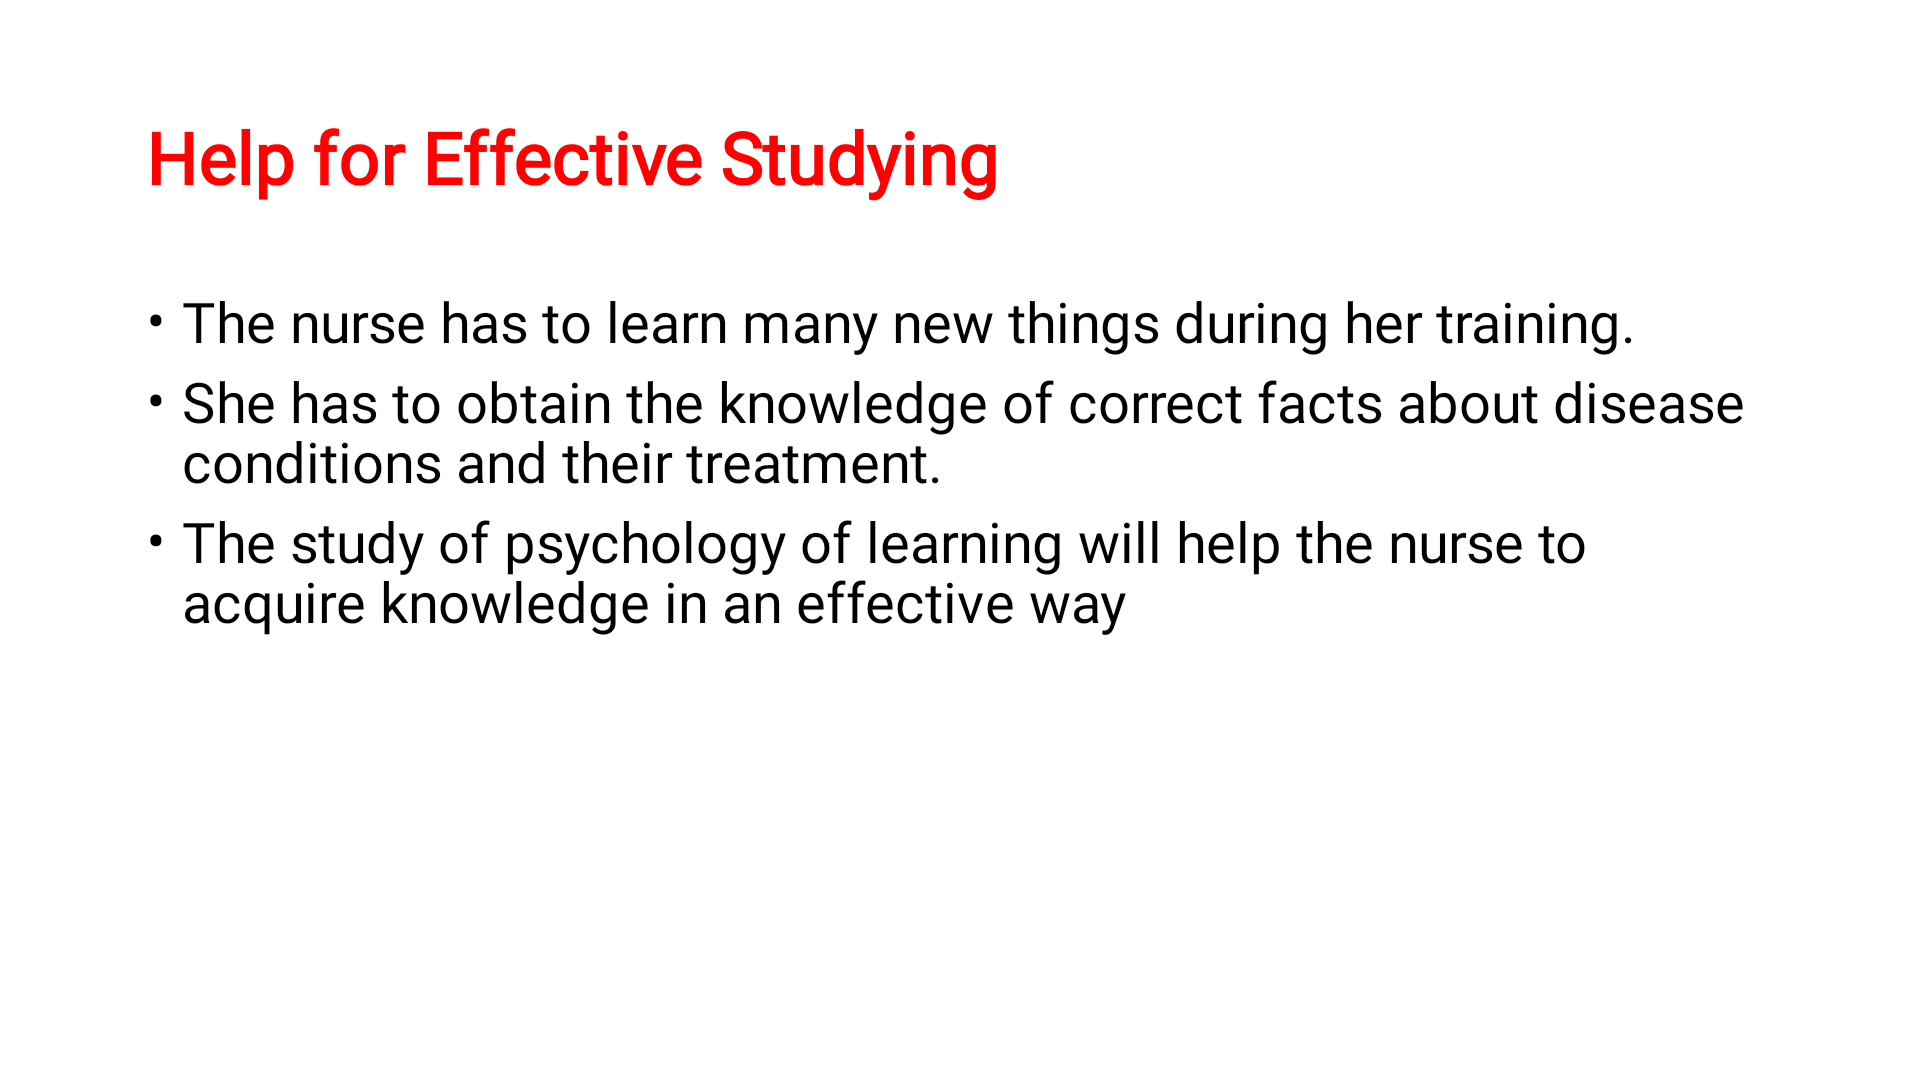 Help for Effective Studying
• The nurse has to learn many new things during her training.
• She has to obtain the knowledge of correct facts about disease
conditions and their treatment.
• The study of psychology of learning will help the nurse to
acquire knowledge in an effective way